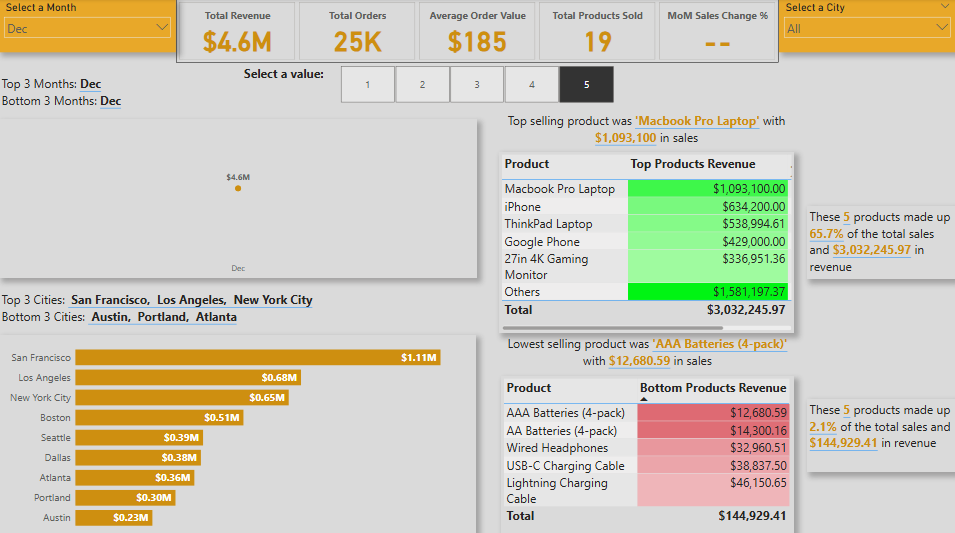 Select a Month
Dec
Total Revenue
$4.6M
Total Orders
25K
Average Order Value
$185
Total Products Sold
19
MoM Sales Change %
--
Select a City
All
Top 3 Months: Dec
Bottom 3 Months: Dec
Select a value:
1 2 3 4 5
$4.6M
Dec
Top selling product was 'Macbook Pro Laptop' with
$1,093,100 in sales
Product Top Products Revenue
Macbook Pro Laptop $1,093,100.00
iPhone $634,200.00
ThinkPad Laptop $538,994.61
Google Phone $429,000.00
27in 4K Gaming $336,951.36
Monitor
Others $1,581,197.37
Total $3,032,245.97
These 5 products made up
65.7% of the total sales
and $3,032,245.97 in
revenue
Top 3 Cities: San Francisco, Los Angeles, New York City
Bottom 3 Cities: Austin, Portland, Atlanta
San Francisco $1.11M
Los Angeles $0.68M
New York City $0.65M
Boston $0.51M
Seattle $0.39M
Dallas $0.38M
Atlanta $0.36M
Portland $0.30M
Austin $0.23M
Lowest selling product was 'AAA Batteries (4-pack)'
with $12,680.59 in sales
Product Bottom Products Revenue
AAA Batteries (4-pack) $12,680.59
AA Batteries (4-pack) $14,300.16
Wired Headphones $32,960.51
USB-C Charging Cable $38,837.50
Lightning Charging $46,150.65
Cable
Total $144,929.41
These 5 products made up
2.1% of the total sales and
$144,929.41 in revenue